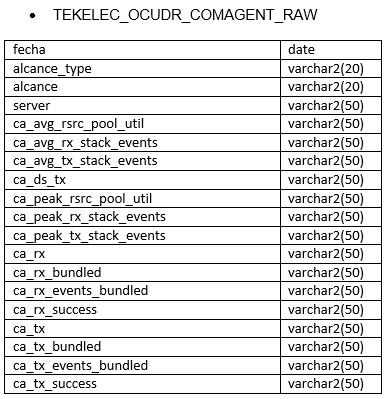 • TEKELEC_OCUDR_COMAGENT_RAW
fecha date
alcance_type varchar2(20)
alcance varchar2(20)
server varchar2(50)
ca_avg_rsrc_pool_util varchar2(50)
ca_avg_rx_stack_events varchar2(50)
ca_avg_tx_stack_events varchar2(50)
ca_ds_tx varchar2(50)
ca_peak_rsrc_pool_util varchar2(50)
ca_peak_rx_stack_events varchar2(50)
ca_peak_tx_stack_events varchar2(50)
ca_rx varchar2(50)
ca_rx_bundled varchar2(50)
ca_rx_events_bundled varchar2(50)
ca_rx_success varchar2(50)
ca_tx varchar2(50)
ca_tx_bundled varchar2(50)
ca_tx_events_bundled varchar2(50)
ca_tx_success varchar2(50)